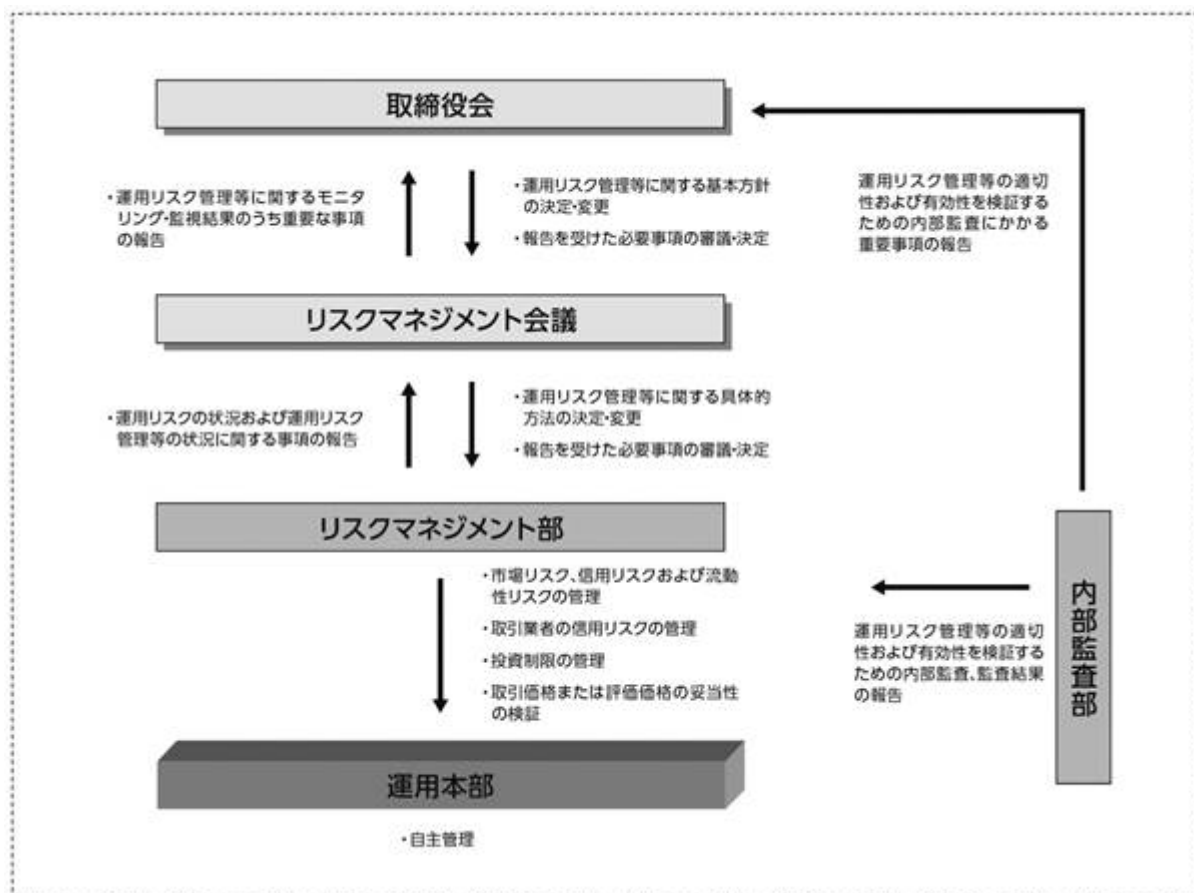 取締役会
・運用リスク管理等に関するモニタ
リング・監視結果のうち重要な事項
の報告
・運用リスク管理等に関する基本方針
の決定・変更
・報告を受けた必要事項の審議・決定
運用リスク管理等の適切
性および有効性を検証する
ための内部監査にかかる
重要事項の報告
リスクマネジメント会議
・運用リスクの状況および運用リスク
管理等の状況に関する事項の報告
・運用リスク管理等に関する具体的
方法の決定・変更
・報告を受けた必要事項の審議・決定
リスクマネジメント部
・市場リスク、信用リスクおよび流動
性リスクの管理
・取引業者の信用リスクの管理
・投資制限の管理
・取引価格または評価価格の妥当性
の検証
運用リスク管理等の適切
性および有効性を検証する
ための内部監査、監査結果
の報告
内部監査部
運用本部
・自主管理